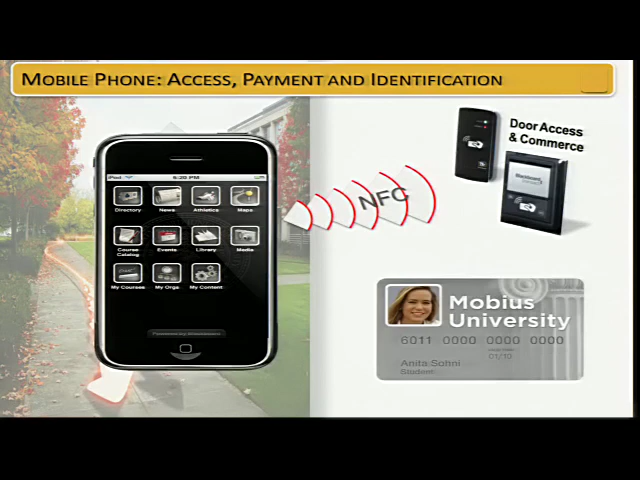 MOBILE PHONE: ACCESS, PAYMENT AND IDENTIFICATION
Door Access
& Commerce
iPod 6:20 PM
Directory News Athletics Maps
Course Catalog Events Library Media
My Courses My Orgs My Content
NFC
Mobius
University
6011 0000 0000 0000
01/10
Anita Sohni
Student